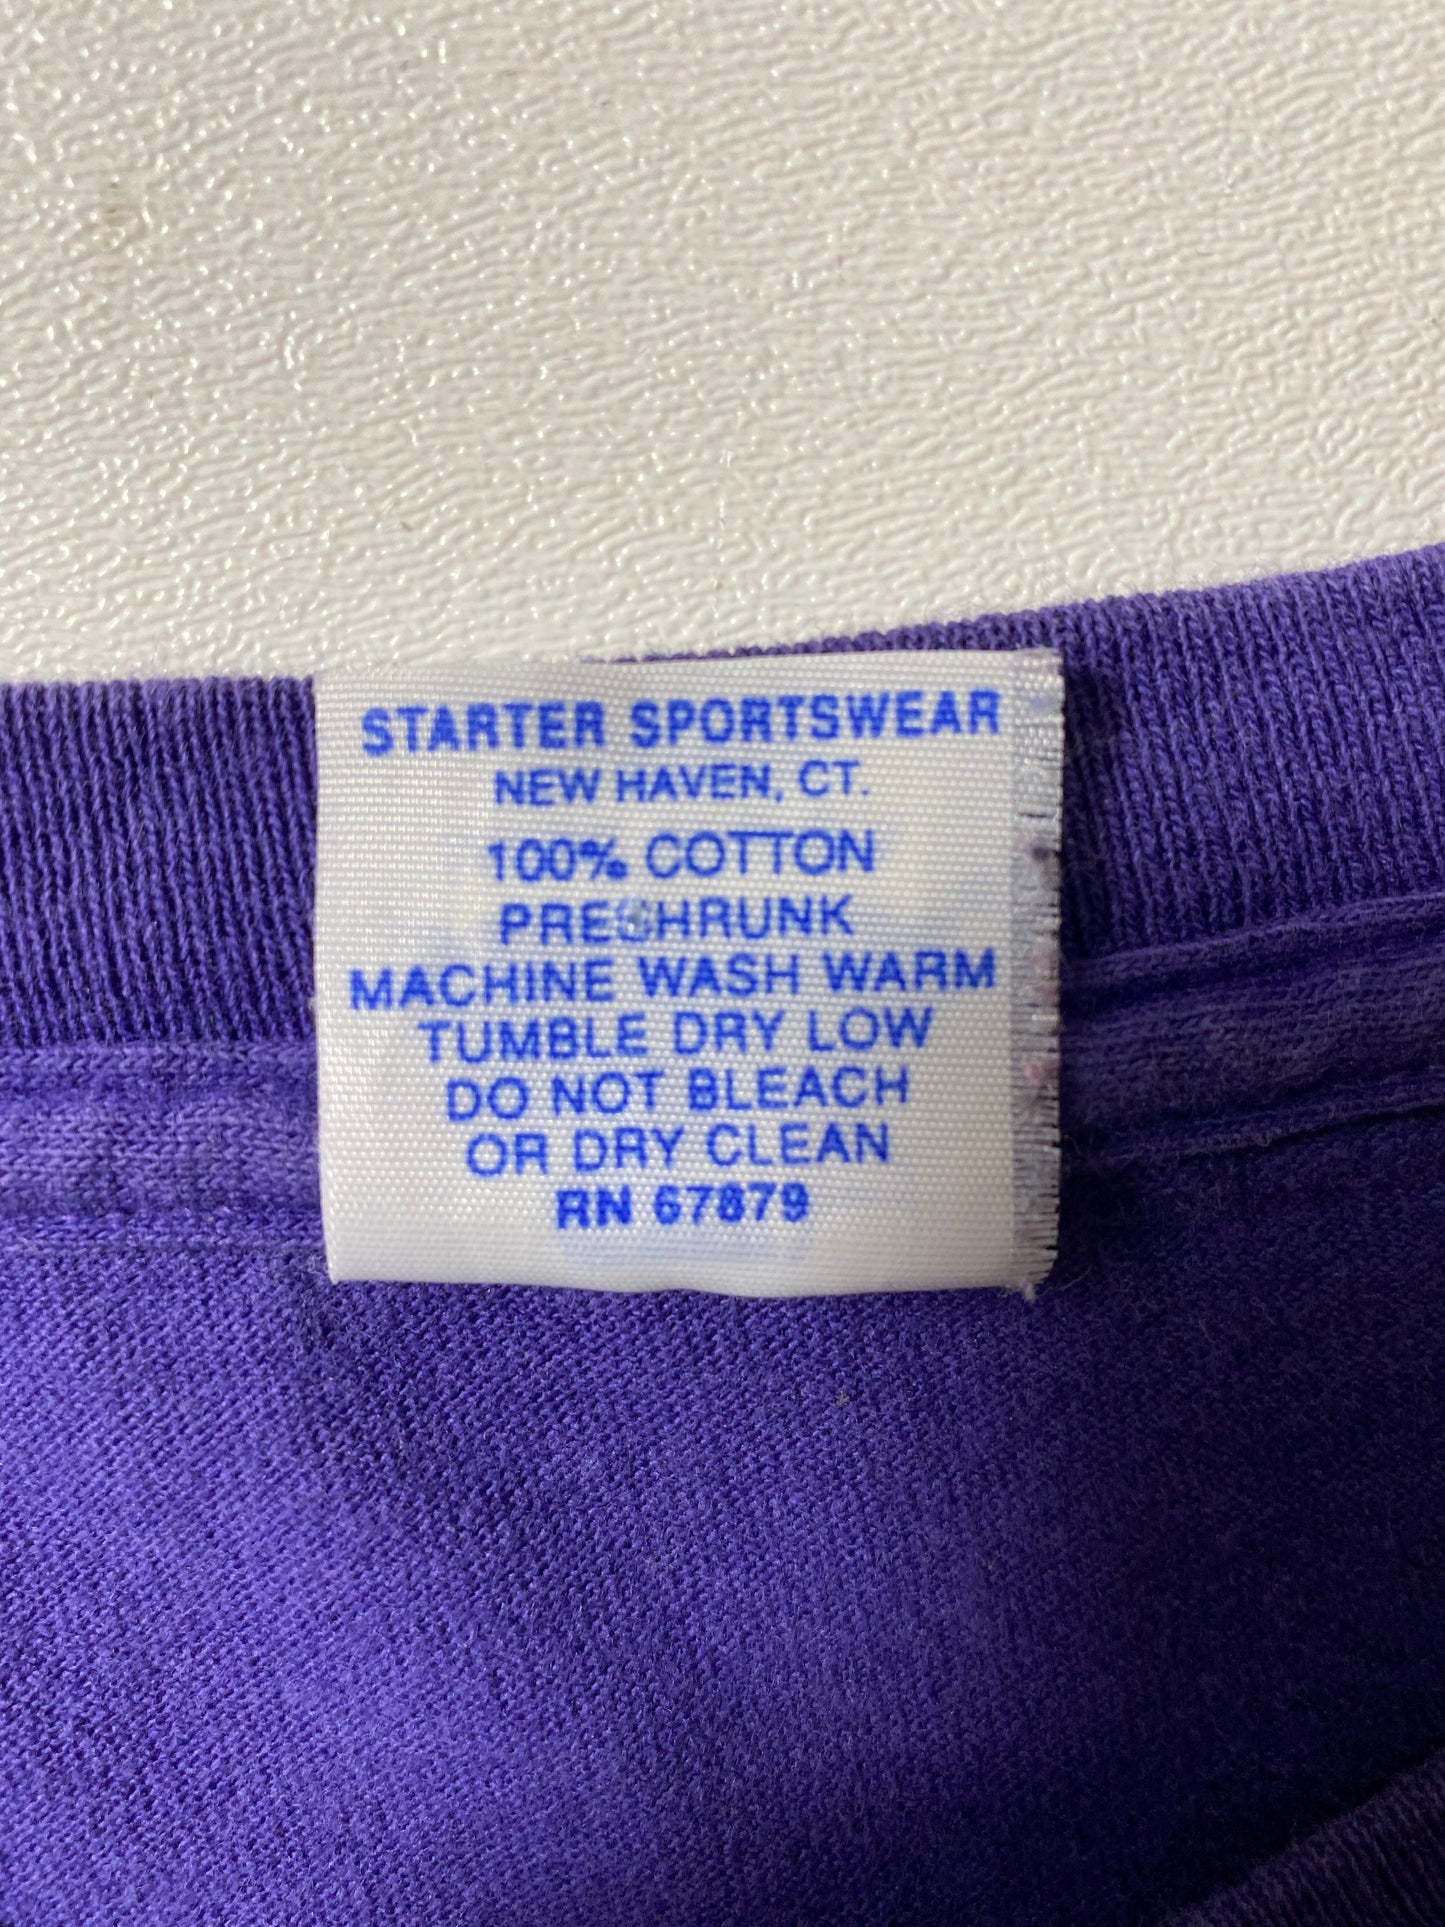 STARTER SPORTSWEAR
NEW HAVEN, CT.
100% COTTON
PRESHRUNK
MACHINE WASH WARM
TUMBLE DRY LOW
DO NOT BLEACH
OR DRY CLEAN
RN 67879